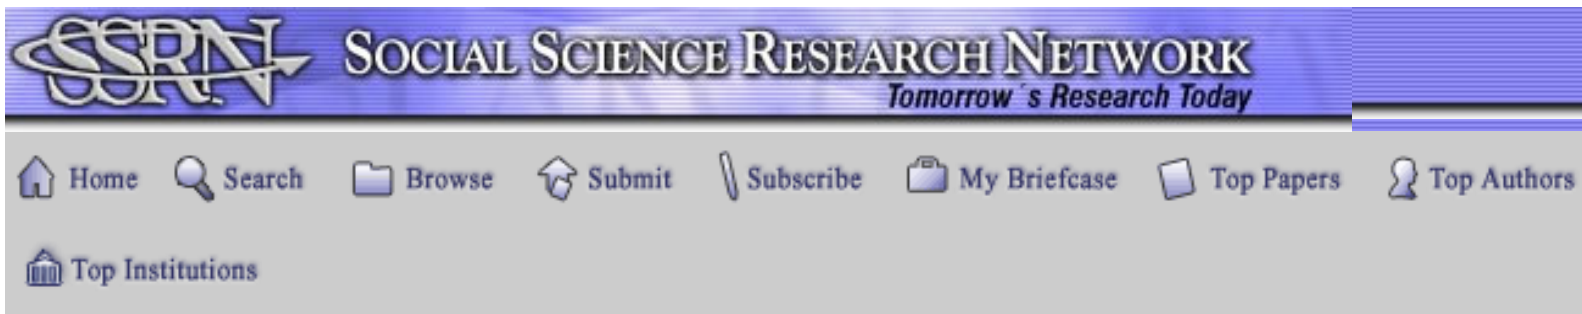 SSRN SOCIAL SCIENCE RESEARCH NETWORK
Tomorrow´s Research Today
Home Search Browse Submit Subscribe My Briefcase Top Papers Top Authors
Top Institutions